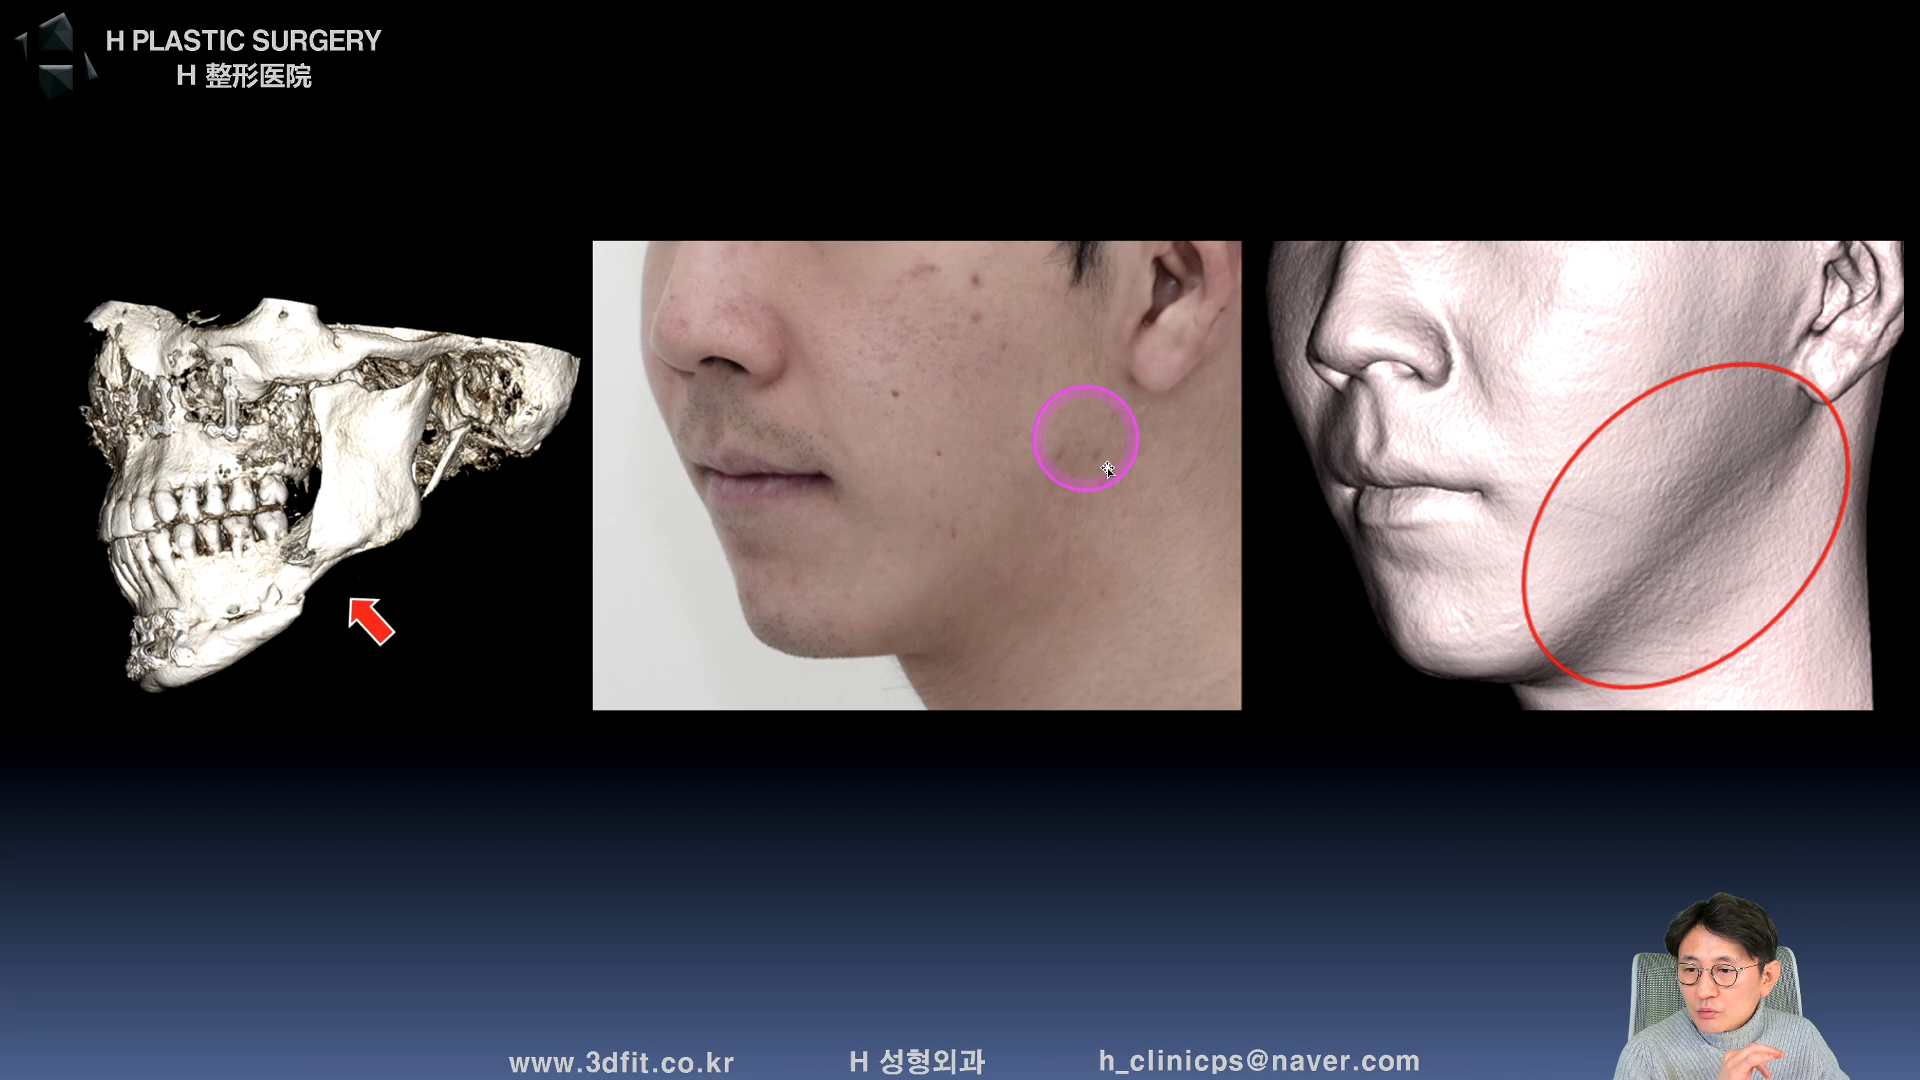 H PLASTIC SURGERY
H 整形医院
www.3dfit.co.kr
H 성형외과
h_clinicps@naver.com